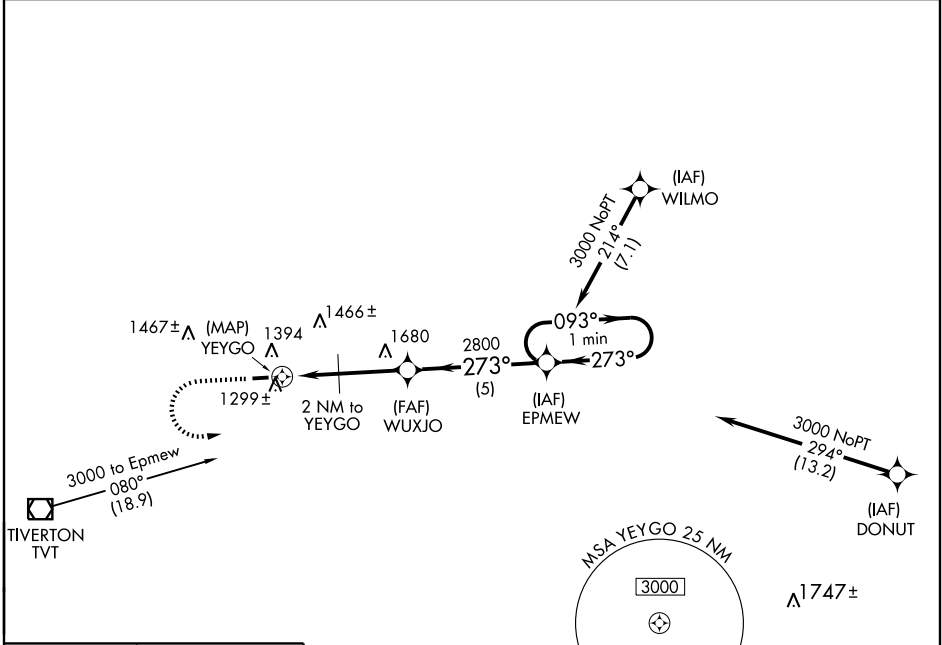 (IAF)
WILMO
3000 NoPT
214°
(7.1)
1467±
(MAP)
YEYGO
1394
1466±
1680
2800
273°
(5)
093°
1 min
273°
1299±
2 NM to
YEYGO
(FAF)
WUXJO
(IAF)
EPMEW
3000 to Epmew
080°
(18.9)
TIVERTON
TVT
3000 NoPT
294°
(13.2)
(IAF)
DONUT
MSA YEYGO 25 NM
3000
1747±